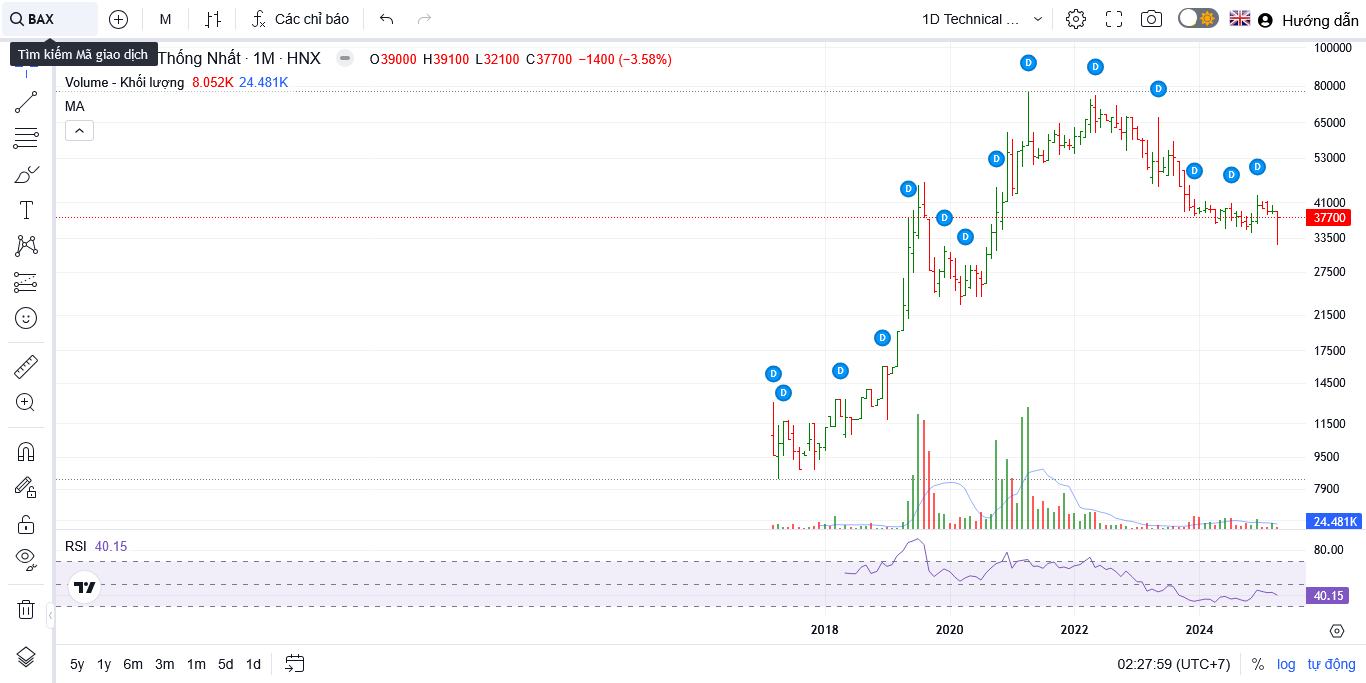 BAX M Các chỉ báo 1D Technical ... Hướng dẫn
Tìm kiếm Mã giao dịch
Thống Nhất · 1M · HNX O39000 H39100 L32100 C37700 −1400 (−3.58%)
Volume - Khối lượng 8.052K 24.481K
MA
100000
80000
65000
53000
41000
37700
33500
27500
21500
17500
14500
11500
9500
7900
24.481K
D
D
D
D
D
D
D
D
D
D
D
D
D
D
RSI 40.15
80.00
40.15
T
2018 2020 2022 2024
5y 1y 6m 3m 1m 5d 1d 02:27:59 (UTC+7) % log tự động